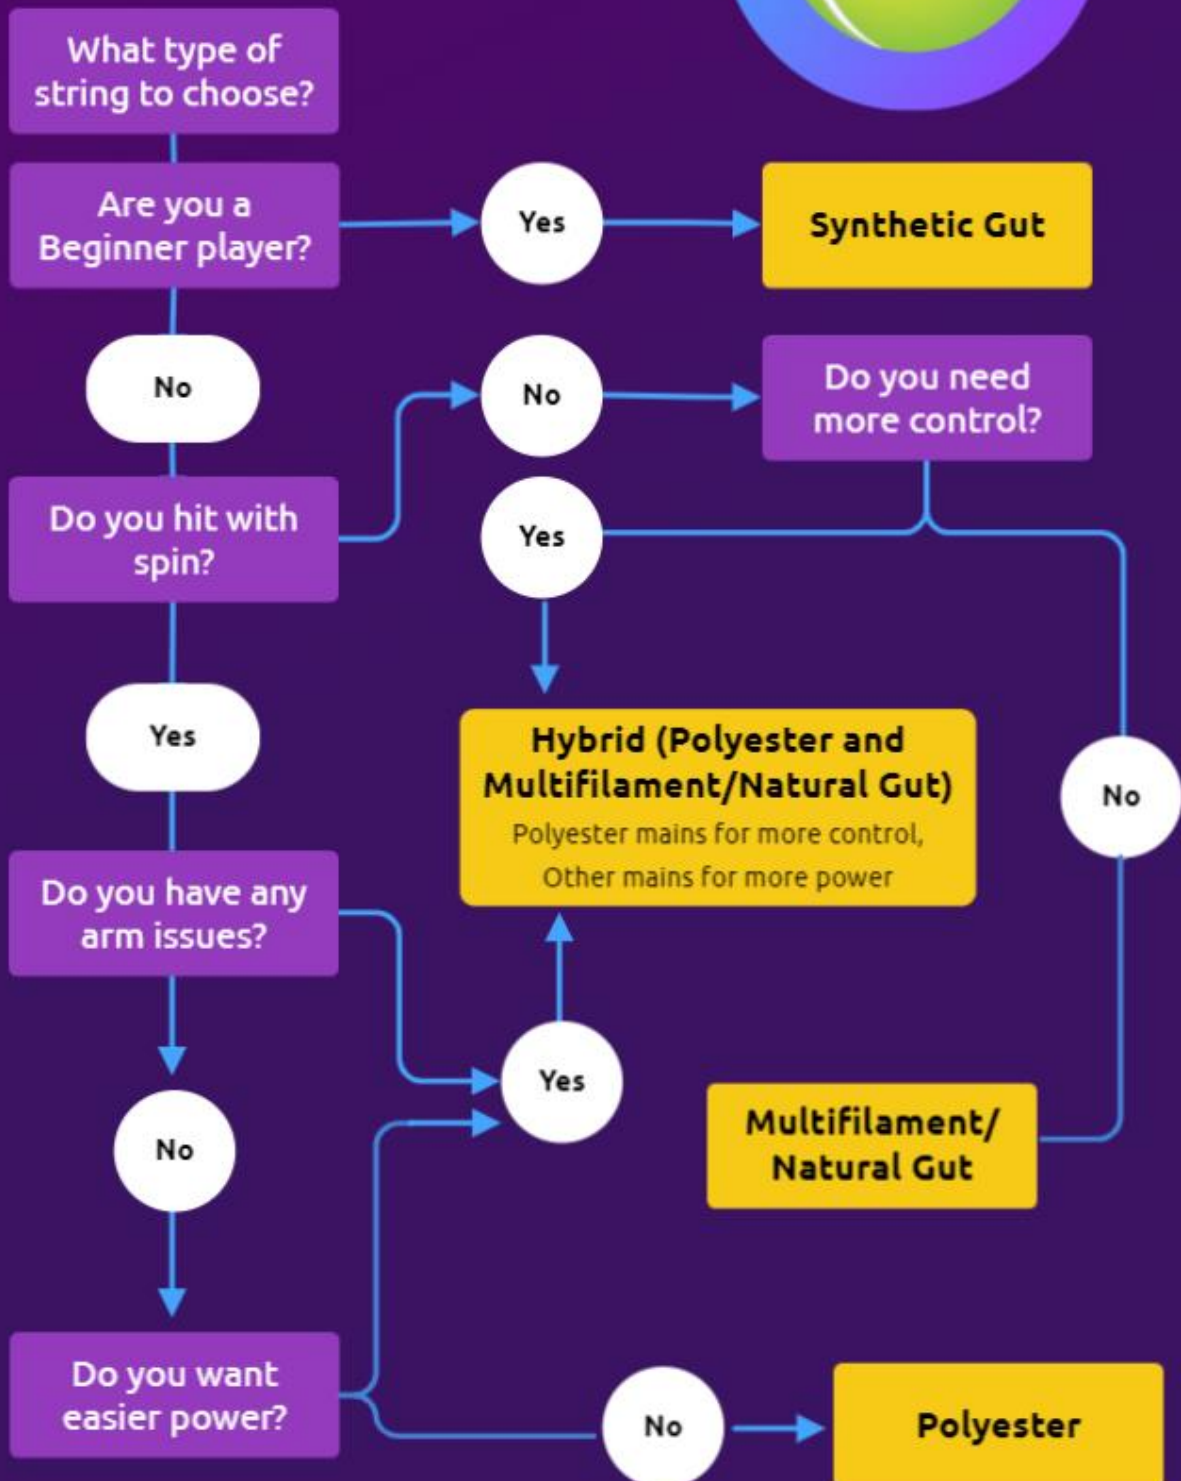 What type of
string to choose?
Are you a
Beginner player?
Yes
Synthetic Gut
No
No
Do you need
more control?
Do you hit with
spin?
Yes
Yes
Hybrid (Polyester and
Multifilament/Natural Gut)
Polyester mains for more control,
Other mains for more power
No
Do you have any
arm issues?
Yes
No
Multifilament/
Natural Gut
Do you want
easier power?
No
Polyester